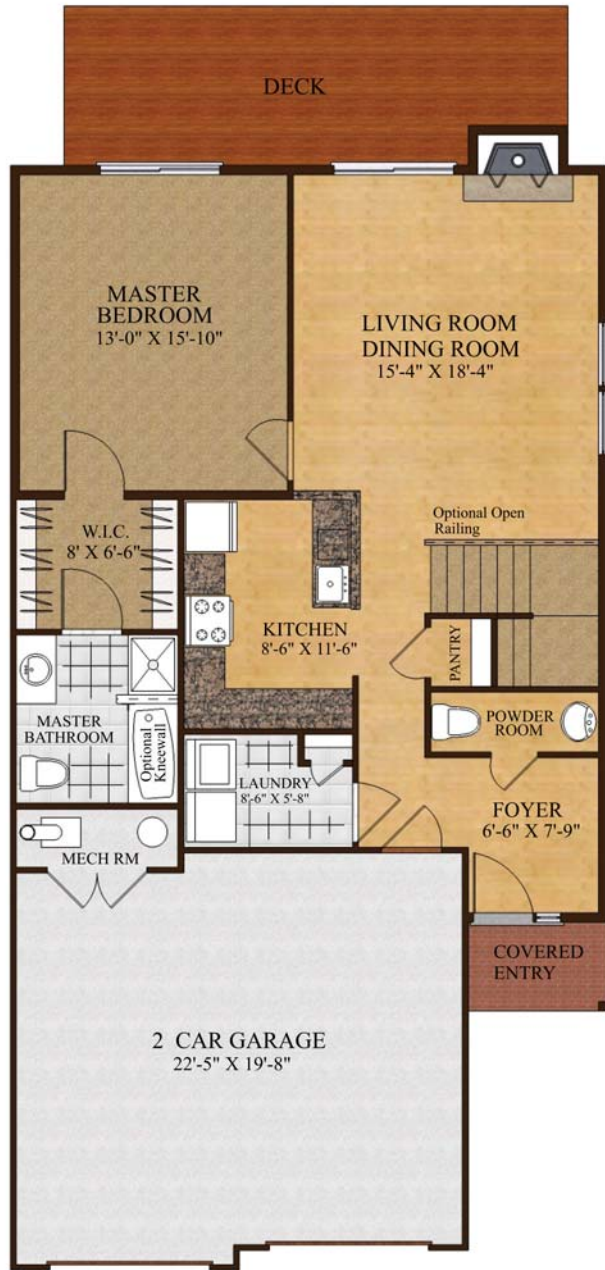 DECK
MASTER
BEDROOM
13'-0" X 15'-10"
LIVING ROOM
DINING ROOM
15'-4" X 18'-4"
W.I.C.
8' X 6'-6"
Optional Open
Railing
KITCHEN
8'-6" X 11'-6"
PANTRY
MASTER
BATHROOM
Optional
Kneewall
POWDER
ROOM
LAUNDRY
8'-6" X 5'-8"
FOYER
6'-6" X 7'-9"
MECH RM
COVERED
ENTRY
2 CAR GARAGE
22'-5" X 19'-8"